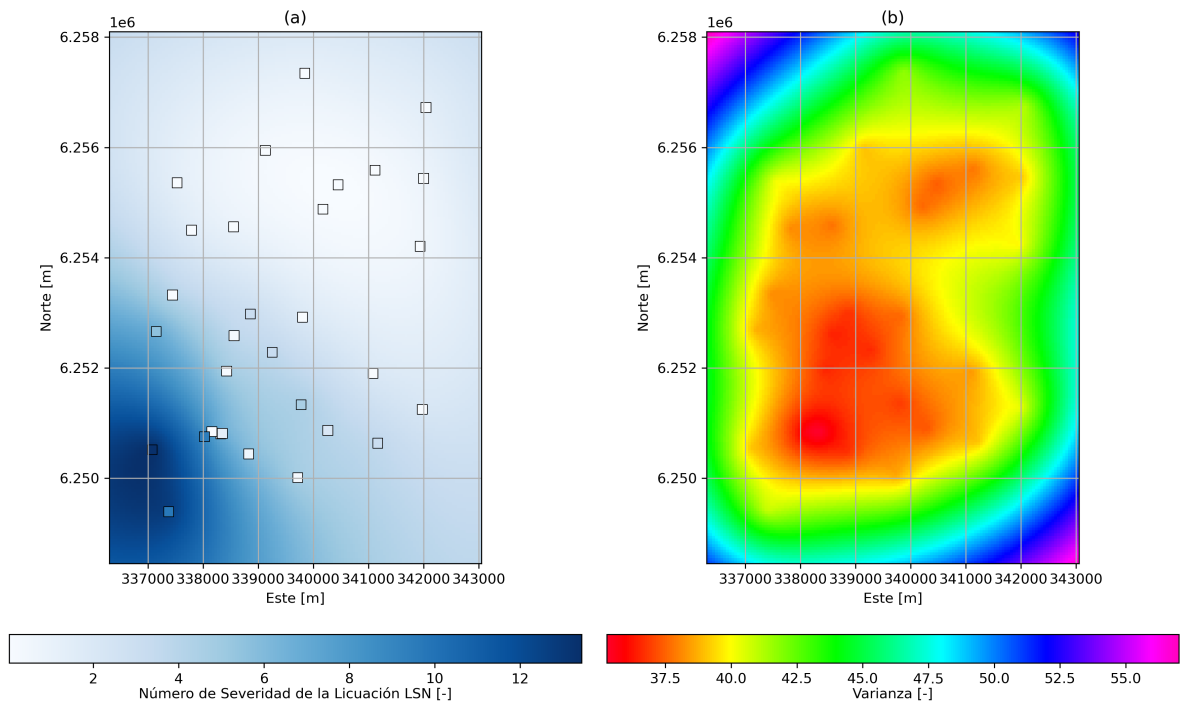 (a)
1e6
6.258
6.256
6.254
6.252
6.250
Norte [m]
337000 338000 339000 340000 341000 342000 343000
Este [m]
2 4 6 8 10 12
Número de Severidad de la Licuación LSN [-]
(b)
1e6
6.258
6.256
6.254
6.252
6.250
Norte [m]
337000 338000 339000 340000 341000 342000 343000
Este [m]
37.5 40.0 42.5 45.0 47.5 50.0 52.5 55.0
Varianza [-]